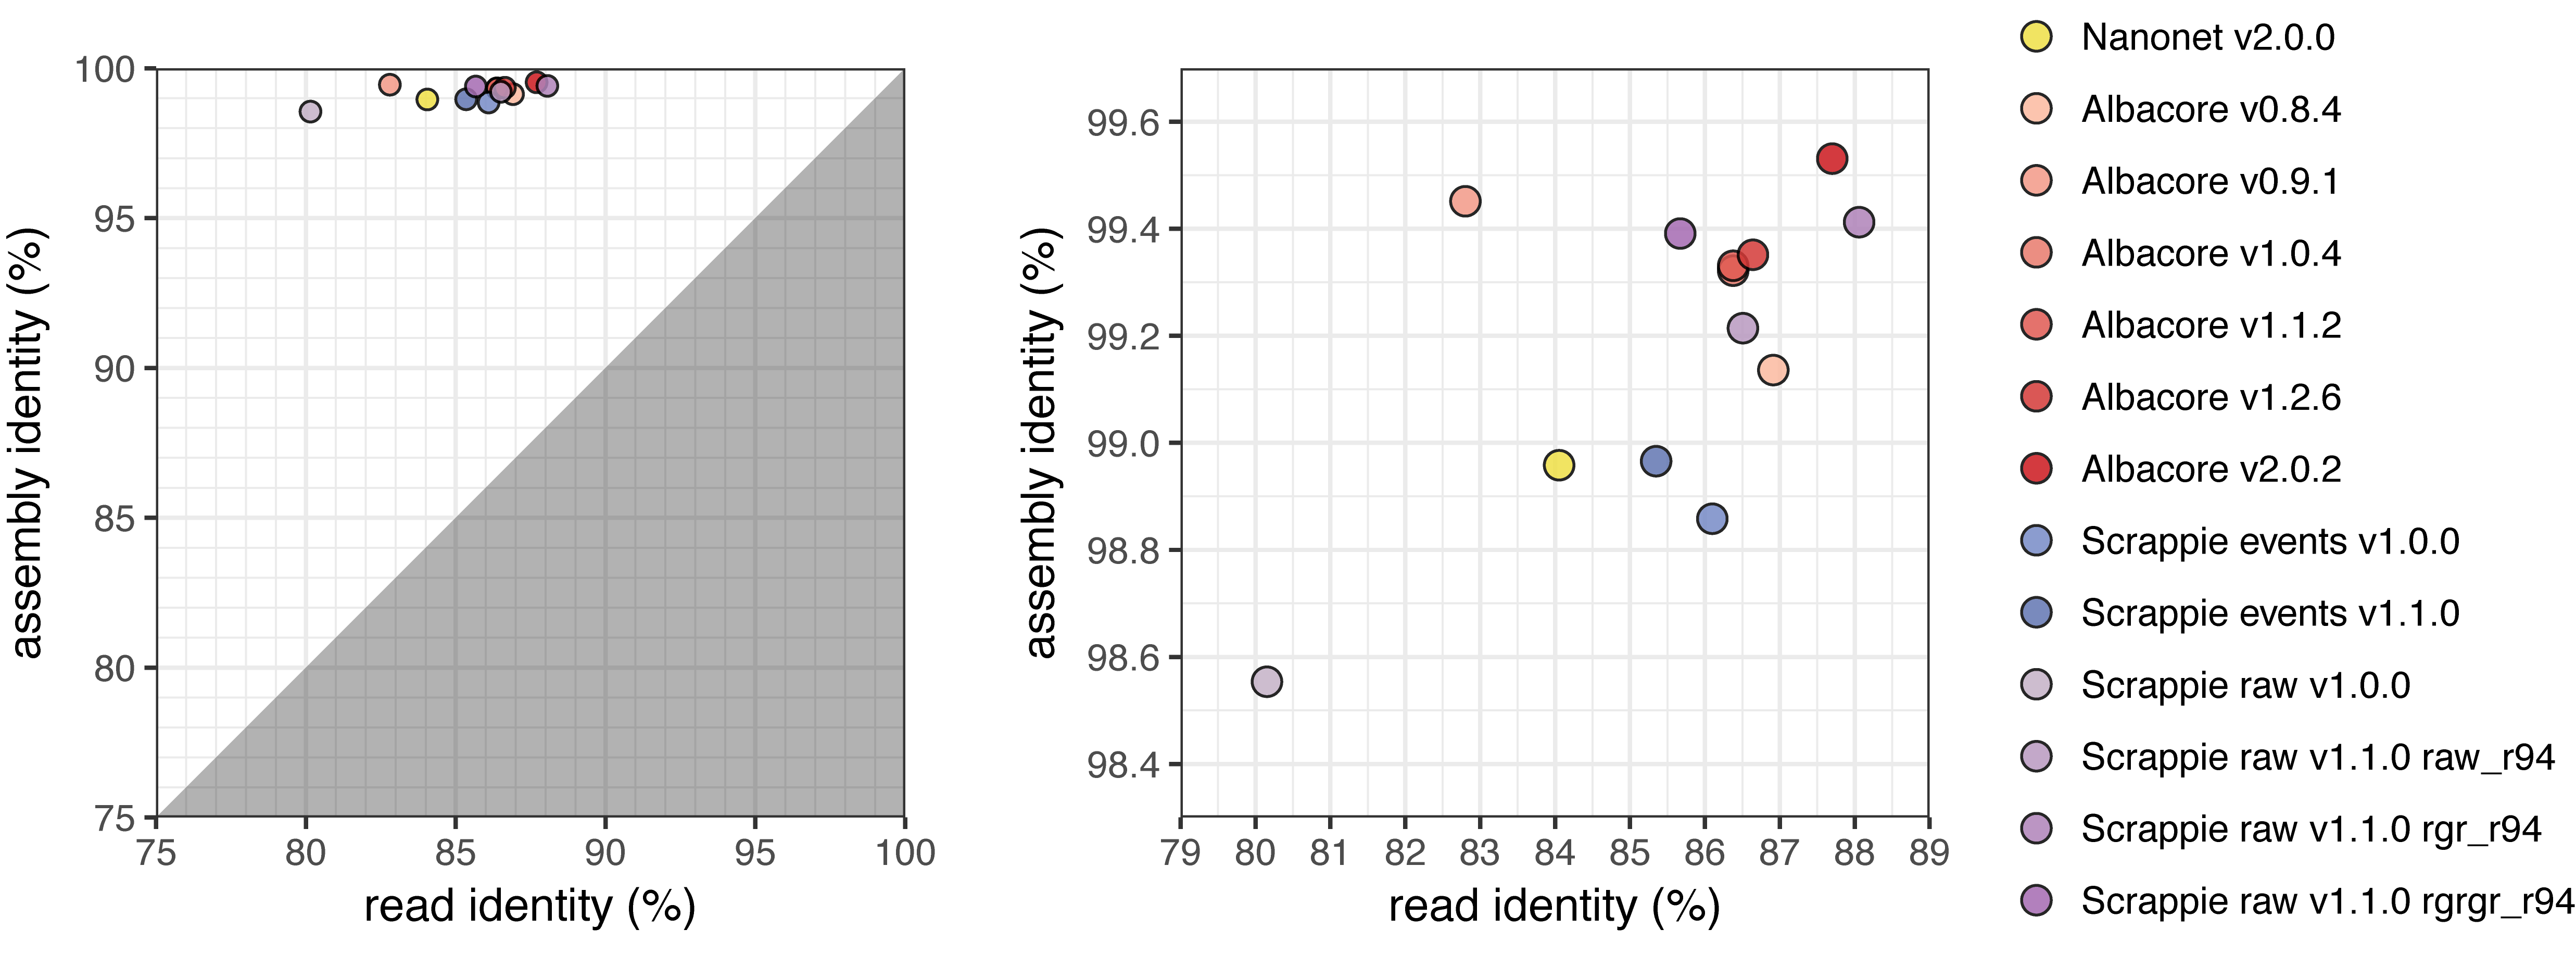 100
95
90
85
80
75
75 80 85 90 95 100
read identity (%)
assembly identity (%)
99.6
99.4
99.2
99.0
98.8
98.6
98.4
79 80 81 82 83 84 85 86 87 88 89
read identity (%)
assembly identity (%)
Nanonet v2.0.0
Albacore v0.8.4
Albacore v0.9.1
Albacore v1.0.4
Albacore v1.1.2
Albacore v1.2.6
Albacore v2.0.2
Scrappie events v1.0.0
Scrappie events v1.1.0
Scrappie raw v1.0.0
Scrappie raw v1.1.0 raw_r94
Scrappie raw v1.1.0 rgr_r94
Scrappie raw v1.1.0 rgrgr_r94